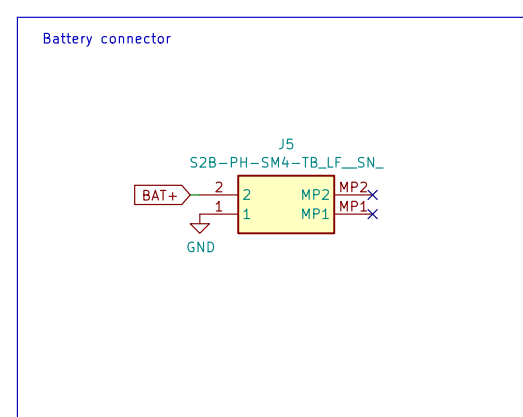 Battery connector
J5
S2B-PH-SM4-TB_LF__SN_
BAT+ 2 2 MP2 MP2
1 1 MP1 MP1
GND